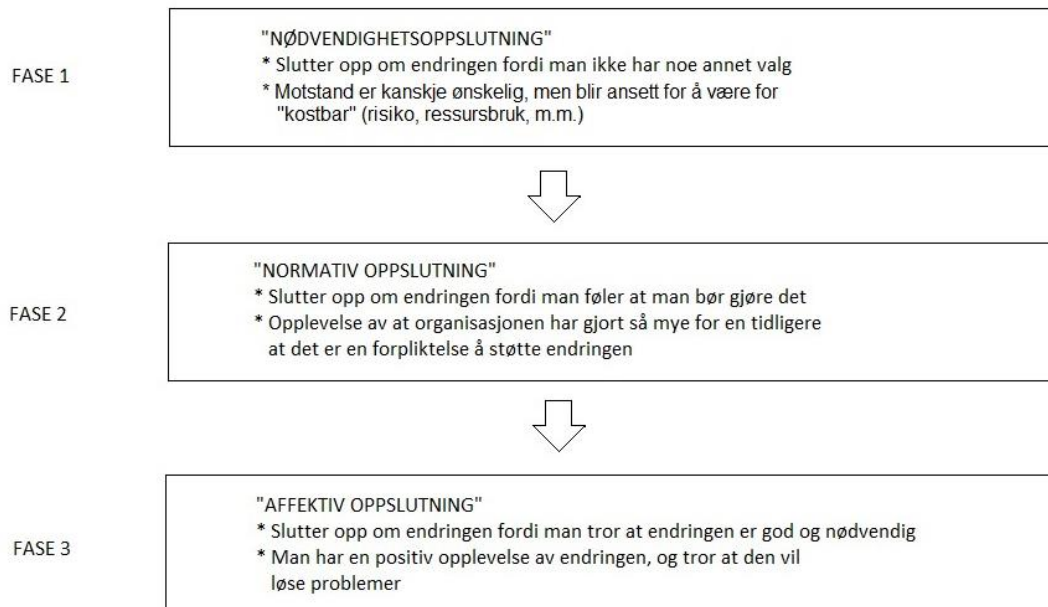 "NØDVENDIGHETSOPPSLUTNING"
* Slutter opp om endringen fordi man ikke har noe annet valg
FASE 1
* Motstand er kanskje ønskelig, men blir ansett for å være for
"kostbar" (risiko, ressursbruk, m.m.)
"NORMATIV OPPSLUTNING"
* Slutter opp om endringen fordi man føler at man bør gjøre det
FASE 2
* Opplevelse av at organisasjonen har gjort så mye for en tidligere
at det er en forpliktelse å støtte endringen
"AFFEKTIV OPPSLUTNING"
* Slutter opp om endringen fordi man tror at endringen er god og nødvendig
FASE 3
* Man har en positiv opplevelse av endringen, og tror at den vil
løse problemer